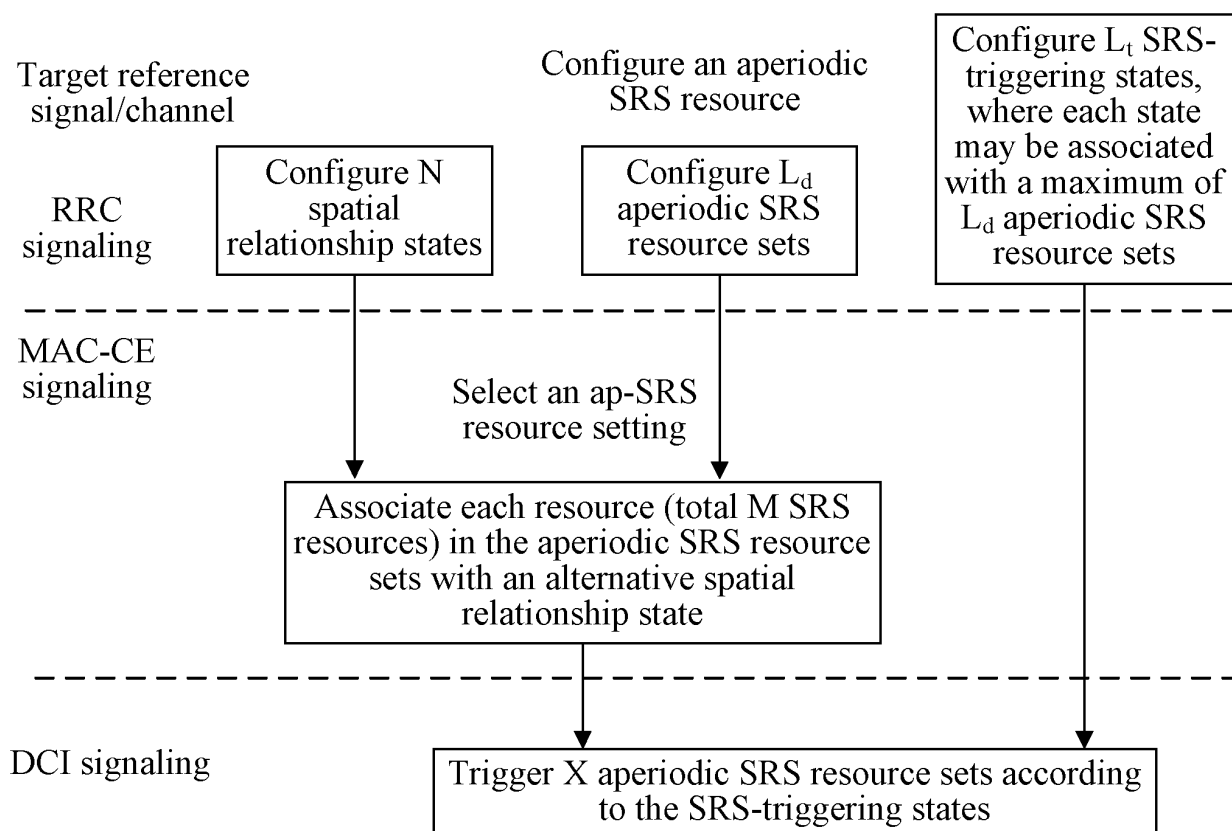 Target reference
signal/channel
Configure an aperiodic
SRS resource
Configure Lt SRS-
triggering states,
where each state
may be associated
with a maximum of
Ld aperiodic SRS
resource sets
RRC
signaling
Configure N
spatial
relationship states
Configure Ld
aperiodic SRS
resource sets
MAC-CE
signaling
Select an ap-SRS
resource setting
Associate each resource (total M SRS
resources) in the aperiodic SRS resource
sets with an alternative spatial
relationship state
DCI signaling
Trigger X aperiodic SRS resource sets according
to the SRS-triggering states